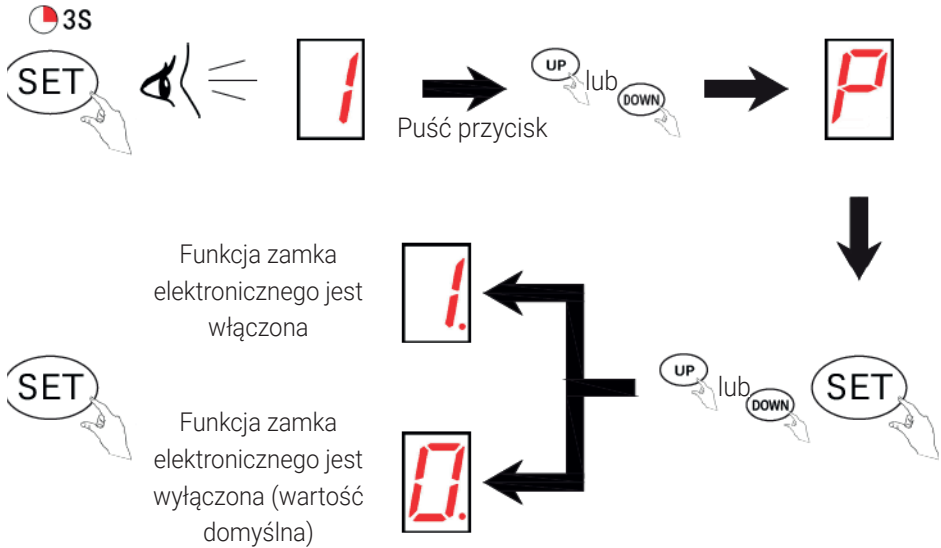 3S
SET
1
UP
lub
DOWN
P
Puść przycisk
Funkcja zamka
elektronicznego jest
włączona
1.
SET
Funkcja zamka
elektronicznego jest
wyłączona (wartość
domyślna)
0.
UP
lub
DOWN
SET